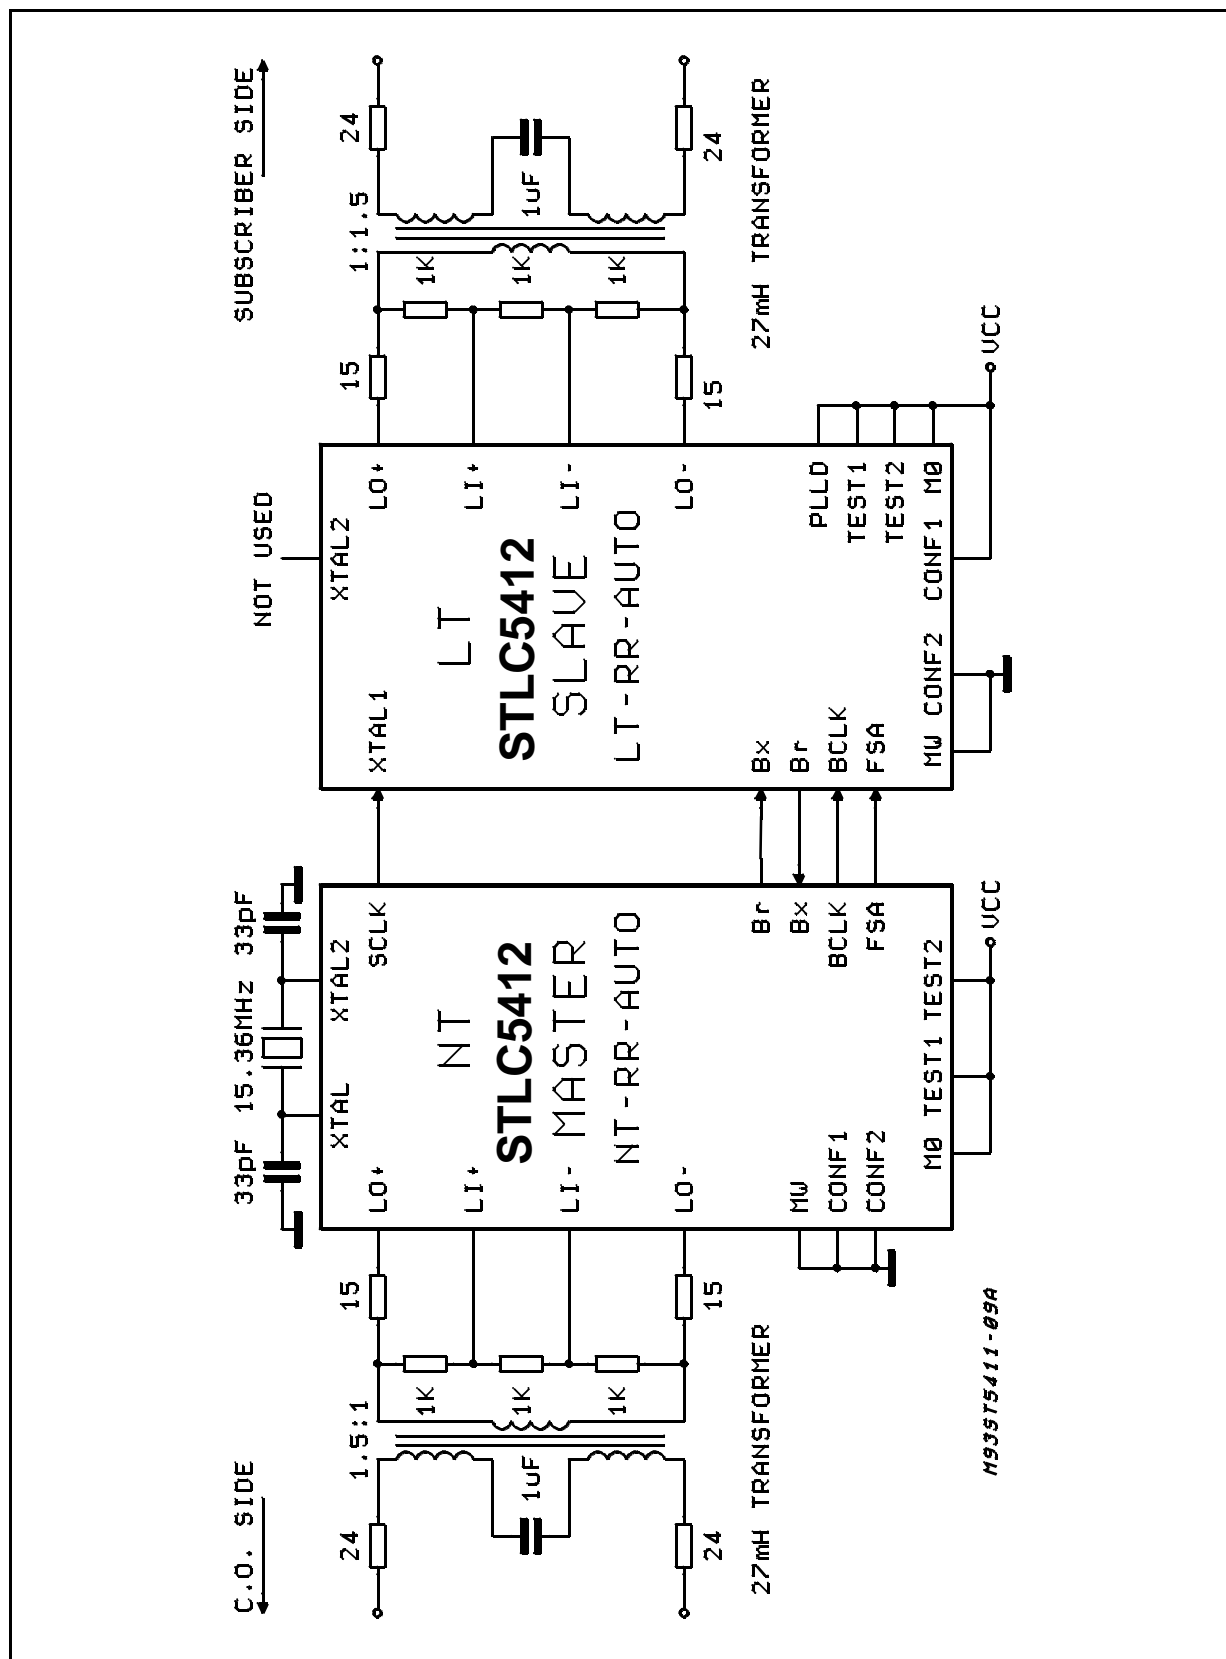 C.O. SIDE
SUBSCRIBER SIDE
33pF
15.36MHz
33pF
NOT USED
XTAL
XTAL2
XTAL1
XTAL2
24
1.5:1
15
LO+
SCLK
XTAL1
LO+
15
1:1.5
24
1K
LI+
NT
LT
LI+
1K
1uF
1K
LI-
STLC5412
MASTER
NT-RR-AUTO
STLC5412
SLAVE
LT-RR-AUTO
LI-
1K
1uF
1K
LO-
LO-
1K
24
15
15
24
27mH TRANSFORMER
27mH TRANSFORMER
MW
Br
Bx
PLLD
CONF1
Bx
Br
TEST1
CONF2
BCLK
BCLK
TEST2
FSA
FSA
M0
TEST1
TEST2
MW
CONF2
CONF1
M0
VCC
VCC
M93ST5411-09A